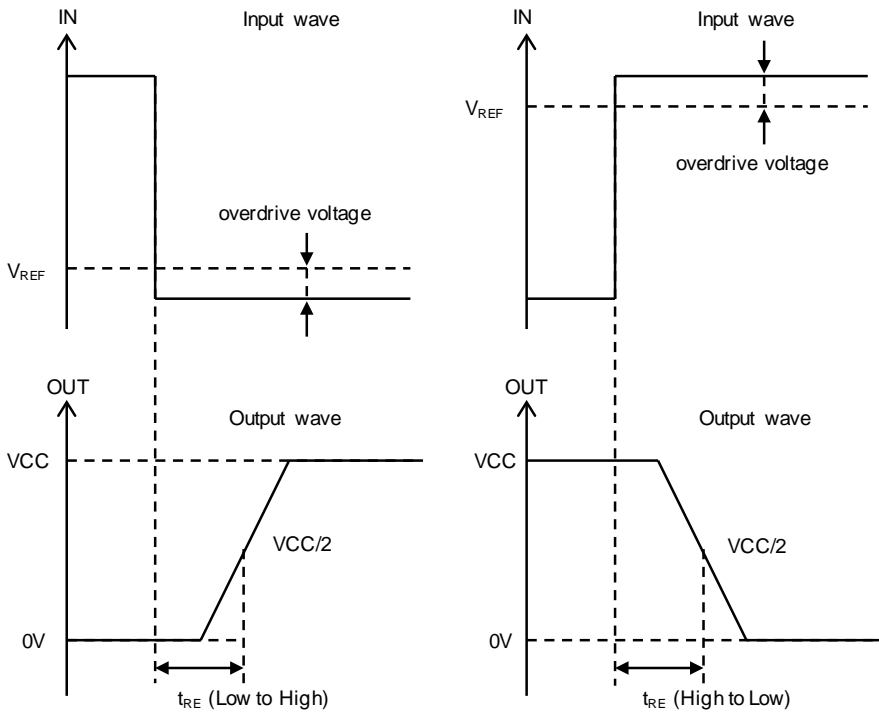 IN
Input wave
overdrive voltage
V_REF
OUT
Output wave
VCC
VCC/2
0V
t_RE (Low to High)
IN
Input wave
V_REF
overdrive voltage
OUT
Output wave
VCC
VCC/2
0V
t_RE (High to Low)